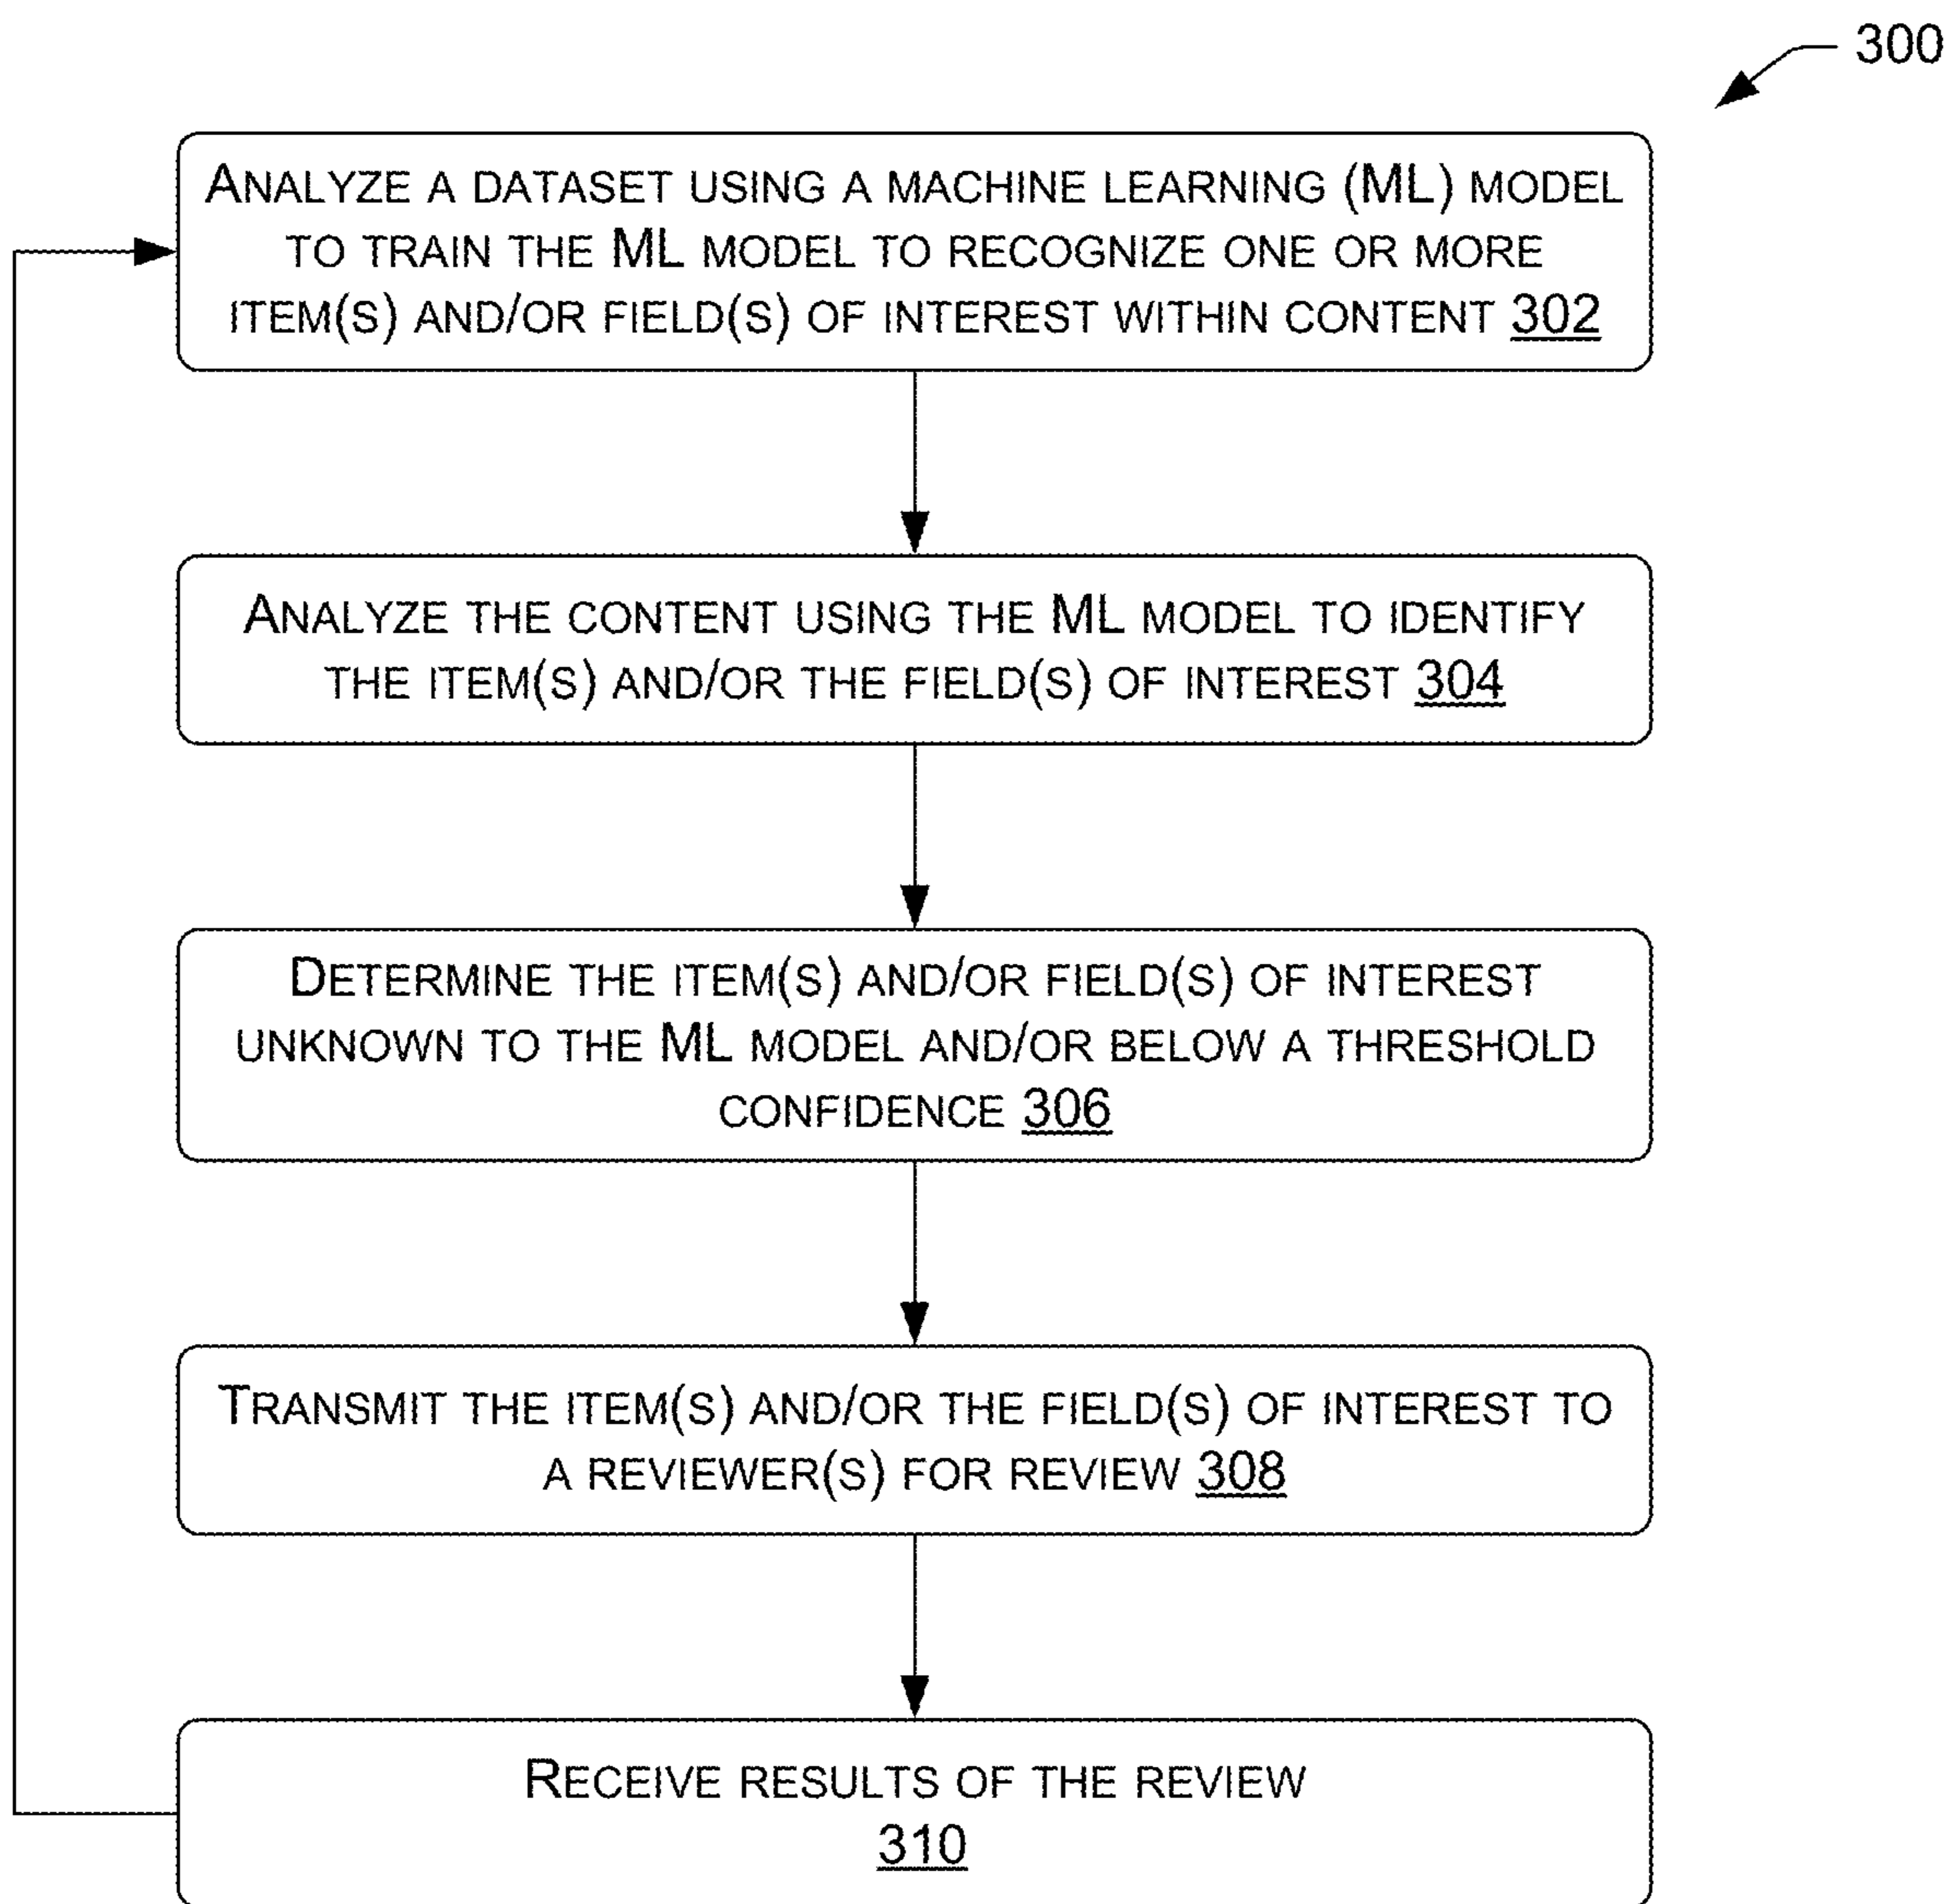 300
ANALYZE A DATASET USING A MACHINE LEARNING (ML) MODEL
TO TRAIN THE ML MODEL TO RECOGNIZE ONE OR MORE
ITEM(S) AND/OR FIELD(S) OF INTEREST WITHIN CONTENT 302
ANALYZE THE CONTENT USING THE ML MODEL TO IDENTIFY
THE ITEM(S) AND/OR THE FIELD(S) OF INTEREST 304
DETERMINE THE ITEM(S) AND/OR FIELD(S) OF INTEREST
UNKNOWN TO THE ML MODEL AND/OR BELOW A THRESHOLD
CONFIDENCE 306
TRANSMIT THE ITEM(S) AND/OR THE FIELD(S) OF INTEREST TO
A REVIEWER(S) FOR REVIEW 308
RECEIVE RESULTS OF THE REVIEW
310